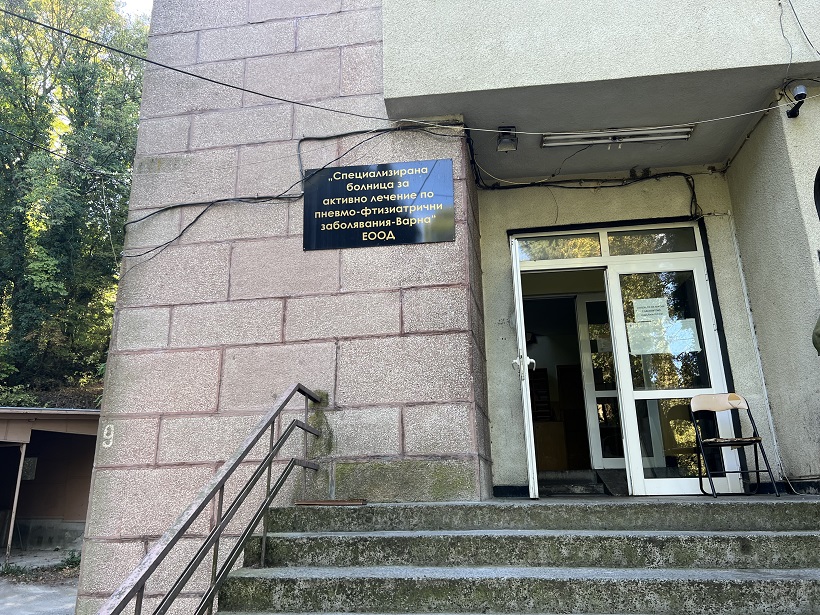 „Специализирана
болница за
активно лечение по
пневмо-фтизиатрични
заболявания-Варна"
ЕООД
9